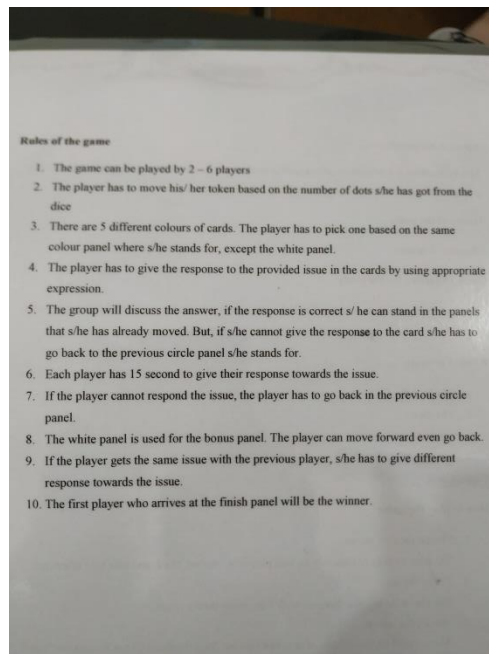 Rules of the game
1. The game can be played by 2 – 6 players
2. The player has to move his/ her token based on the number of dots s/he has got from the
dice
3. There are 5 different colours of cards. The player has to pick one based on the same
colour panel where s/he stands for, except the white panel.
4. The player has to give the response to the provided issue in the cards by using appropriate
expression.
5. The group will discuss the answer, if the response is correct s/ he can stand in the panels
that s/he has already moved. But, if s/he cannot give the response to the card s/he has to
go back to the previous circle panel s/he stands for.
6. Each player has 15 second to give their response towards the issue.
7. If the player cannot respond the issue, the player has to go back in the previous circle
panel.
8. The white panel is used for the bonus panel. The player can move forward even go back.
9. If the player gets the same issue with the previous player, s/he has to give different
response towards the issue.
10. The first player who arrives at the finish panel will be the winner.